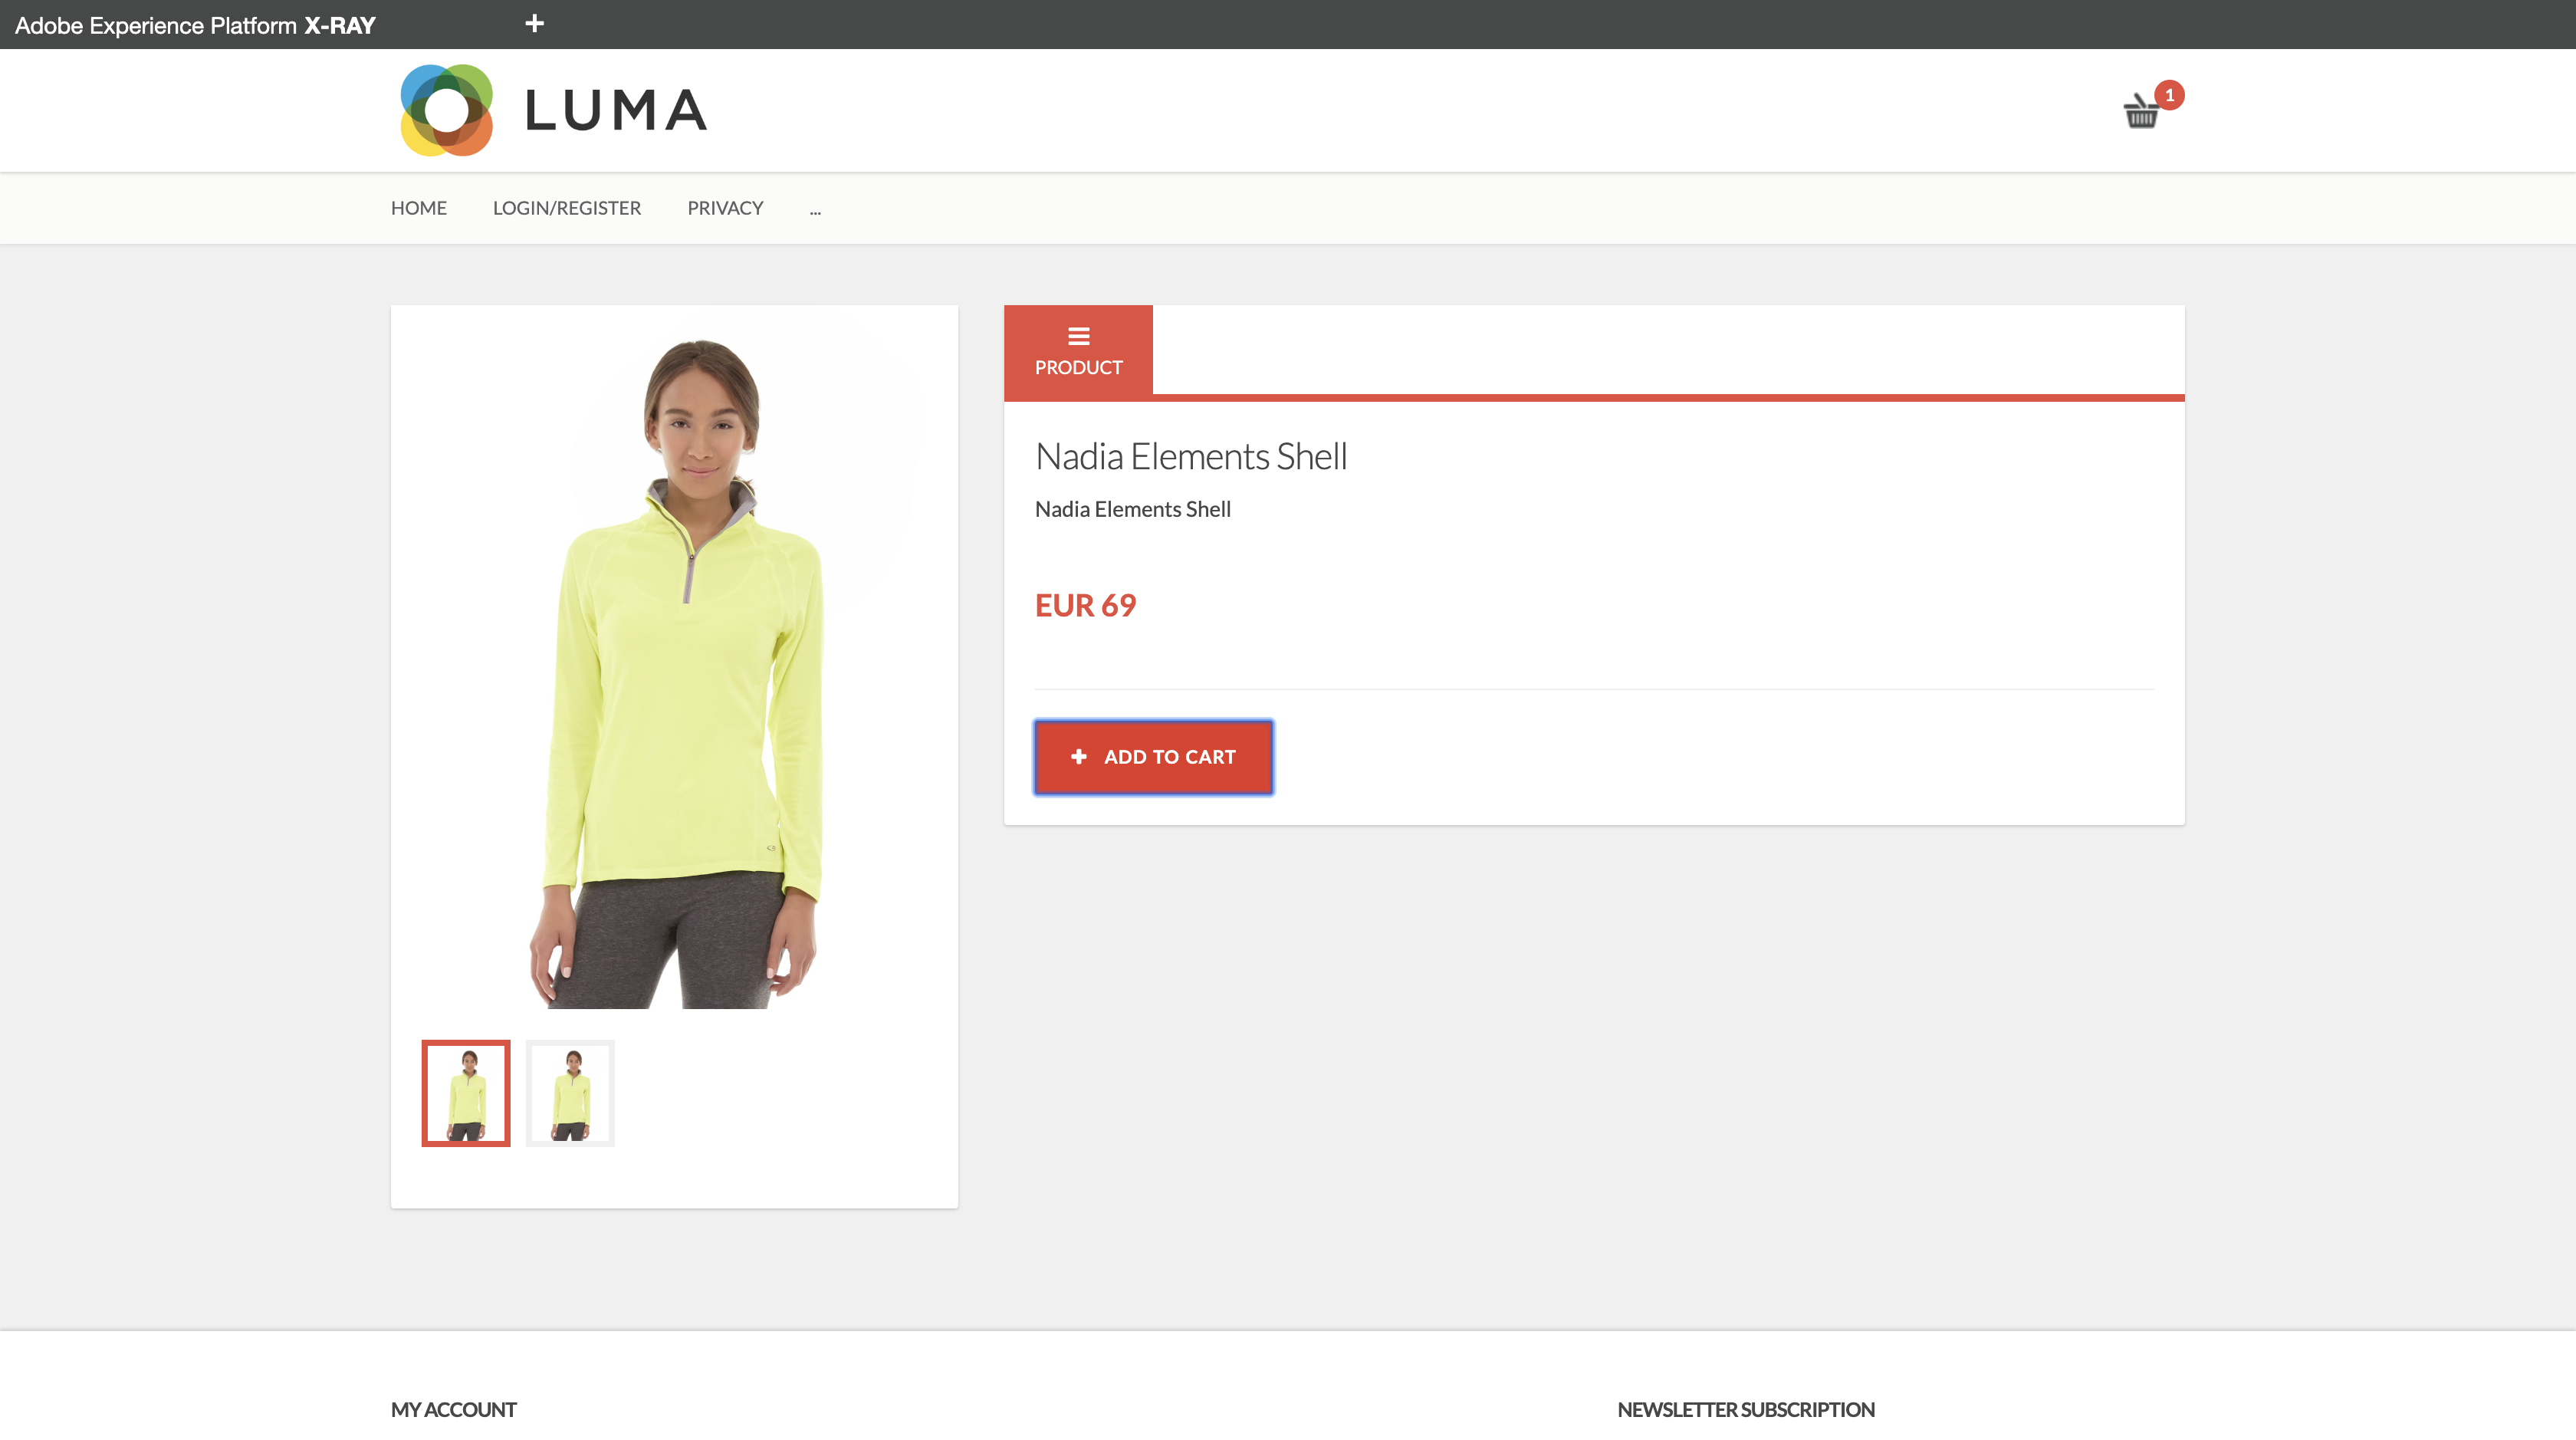 Adobe Experience Platform X-RAY
LUMA
1
HOME LOGIN/REGISTER PRIVACY ...
PRODUCT
Nadia Elements Shell
Nadia Elements Shell
EUR 69
ADD TO CART
MY ACCOUNT
NEWSLETTER SUBSCRIPTION